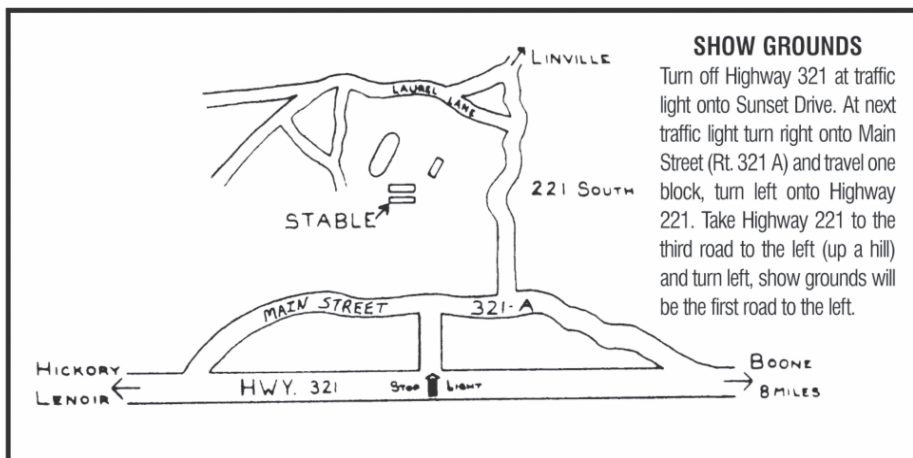 SHOW GROUNDS
Turn off Highway 321 at traffic
light onto Sunset Drive. At next
traffic light turn right onto Main
Street (Rt. 321 A) and travel one
block, turn left onto Highway
221. Take Highway 221 to the
third road to the left (up a hill)
and turn left, show grounds will
be the first road to the left.
LINVILLE
LAUREL LANE
221 SOUTH
STABLE
MAIN STREET
321-A
HICKORY
LENOIR
HWY. 321
STOP LIGHT
BOONE
8 MILES